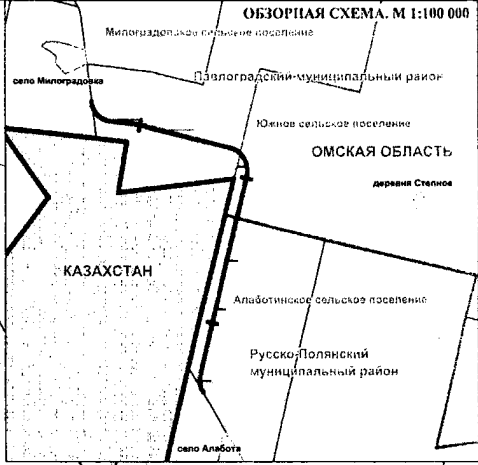 ОБЗОРНАЯ СХЕМА. М 1:100 000
Милоградовское сельское поселение
село Милоградовка
Павлоградский муниципальный район
Южное сельское поселение
ОМСКАЯ ОБЛАСТЬ
деревня Степное
КАЗАХСТАН
Алаботинское сельское поселение
Русско-Полянский
муниципальный район
село Алабота